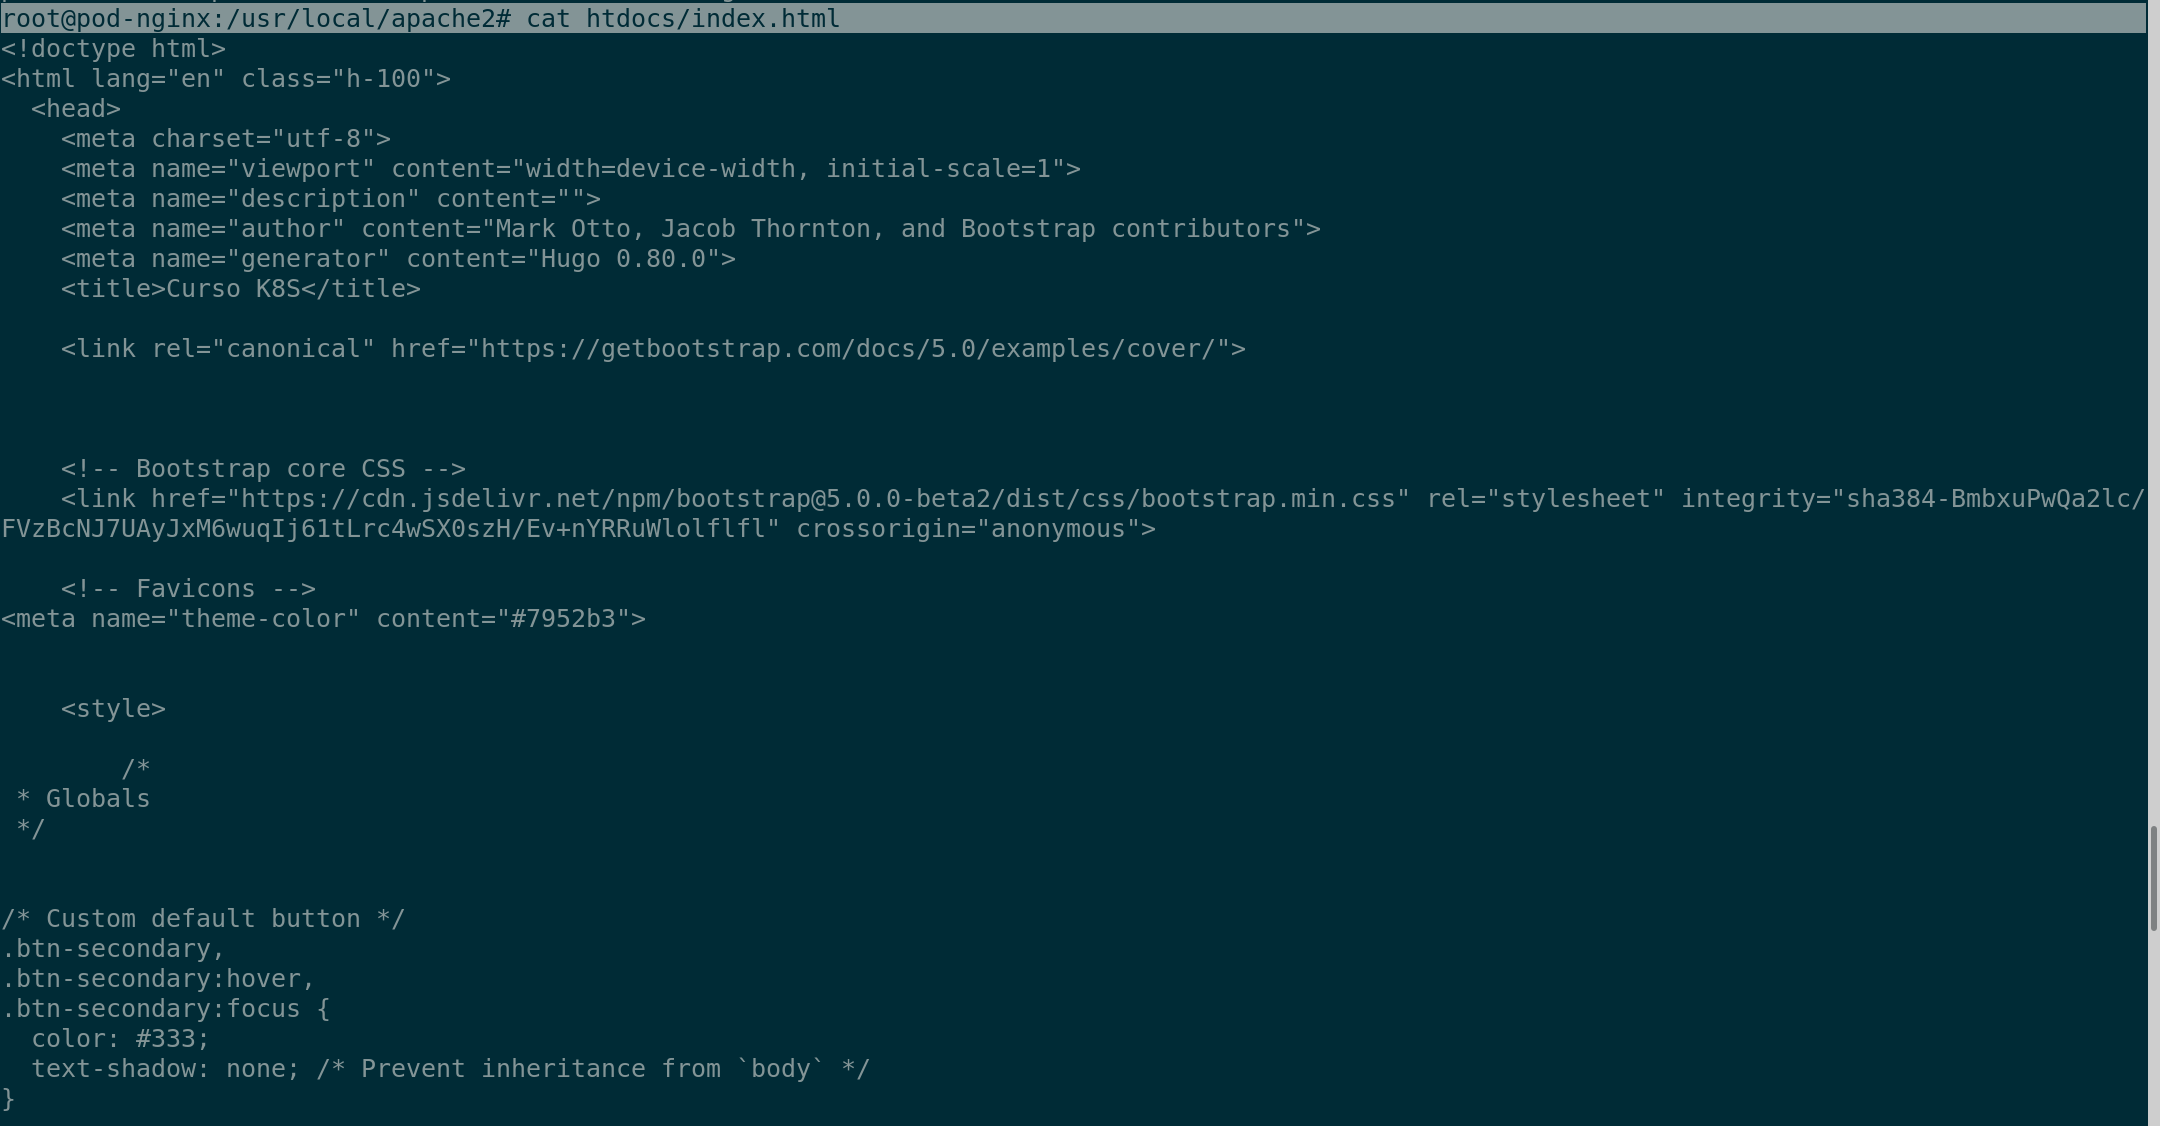 root@pod-nginx:/usr/local/apache2# cat htdocs/index.html
<!doctype html>
<html lang="en" class="h-100">
  <head>
    <meta charset="utf-8">
    <meta name="viewport" content="width=device-width, initial-scale=1">
    <meta name="description" content="">
    <meta name="author" content="Mark Otto, Jacob Thornton, and Bootstrap contributors">
    <meta name="generator" content="Hugo 0.80.0">
    <title>Curso K8S</title>

    <link rel="canonical" href="https://getbootstrap.com/docs/5.0/examples/cover/">

    <!-- Bootstrap core CSS -->
    <link href="https://cdn.jsdelivr.net/npm/bootstrap@5.0.0-beta2/dist/css/bootstrap.min.css" rel="stylesheet" integrity="sha384-BmbxuPwQa2lc/
FVzBcNJ7UAyJxM6wuqIj61tLrc4wSX0szH/Ev+nYRRuWlolflfl" crossorigin="anonymous">

    <!-- Favicons -->
<meta name="theme-color" content="#7952b3">

    <style>

        /*
 * Globals
 */

/* Custom default button */
.btn-secondary,
.btn-secondary:hover,
.btn-secondary:focus {
  color: #333;
  text-shadow: none; /* Prevent inheritance from `body` */
}